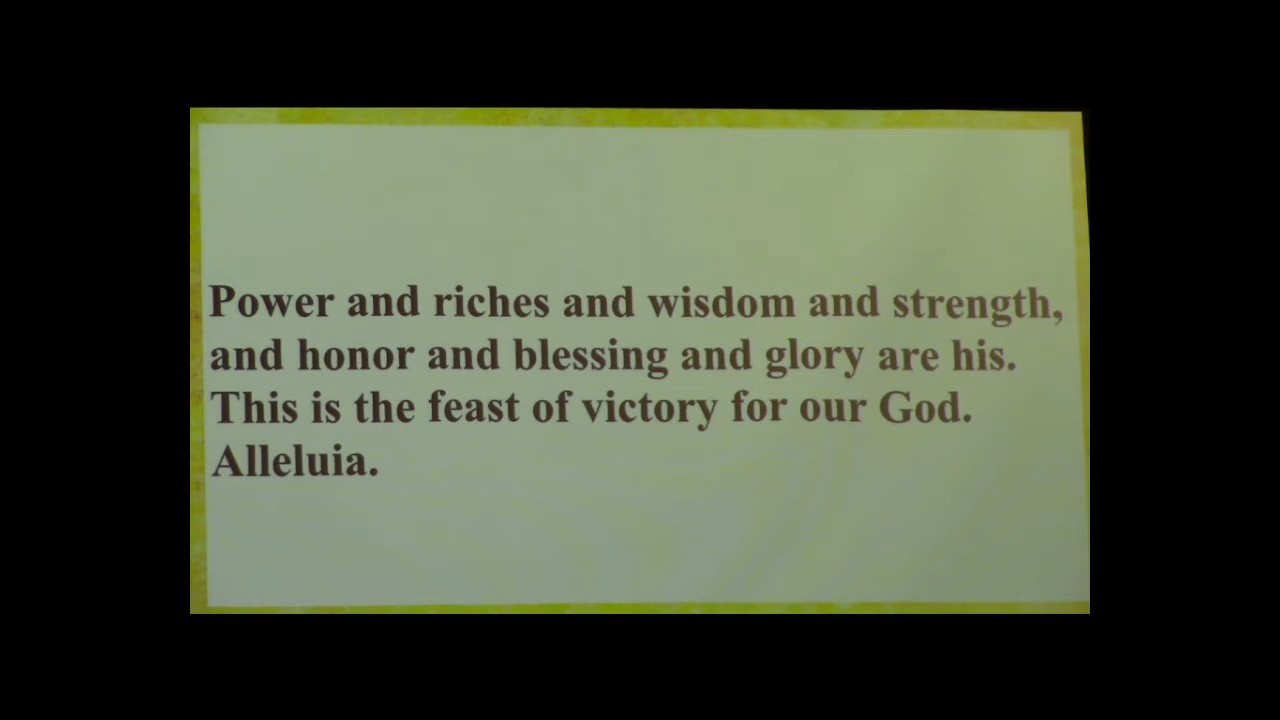 Power and riches and wisdom and strength,
and honor and blessing and glory are his.
This is the feast of victory for our God.
Alleluia.